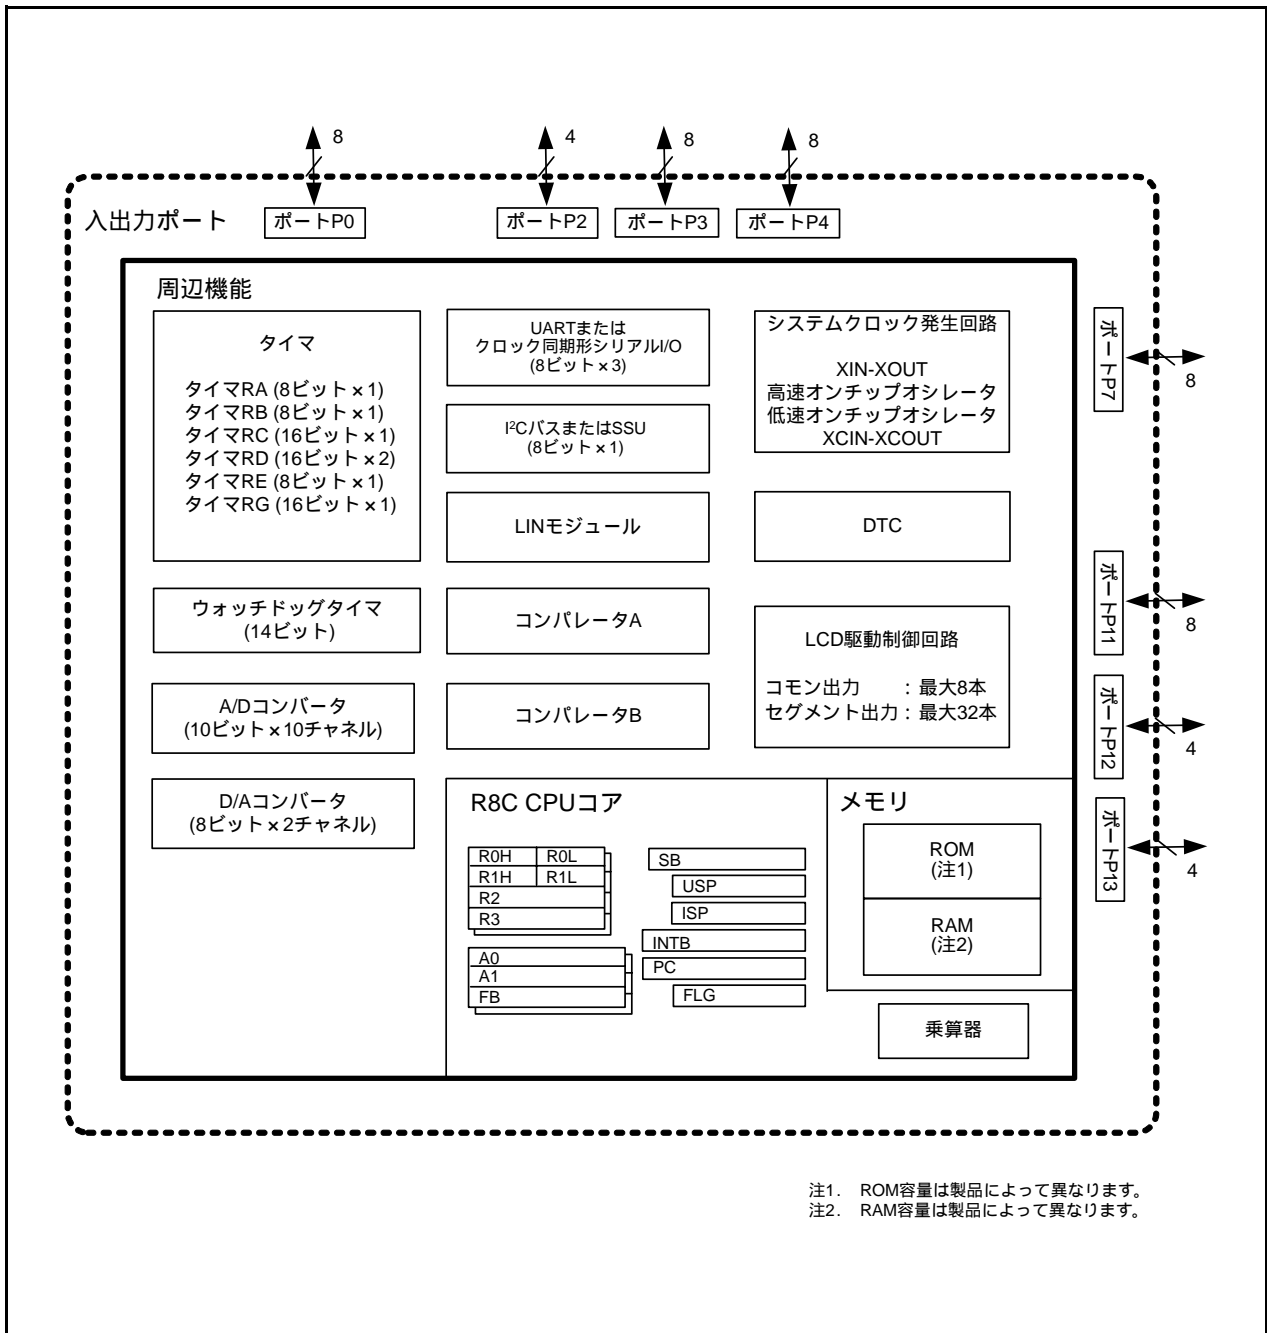 8
4
8
8
入出力ポート
ポートP0
ポートP2
ポートP3
ポートP4
周辺機能
タイマ
タイマRA (8ビット×1)
タイマRB (8ビット×1)
タイマRC (16ビット×1)
タイマRD (16ビット×2)
タイマRE (8ビット×1)
タイマRG (16ビット×1)
ウォッチドッグタイマ
(14ビット)
A/Dコンバータ
(10ビット×10チャネル)
D/Aコンバータ
(8ビット×2チャネル)
UARTまたは
クロック同期形シリアルI/O
(8ビット×3)
I²CバスまたはSSU
(8ビット×1)
LINモジュール
コンパレータA
コンパレータB
システムクロック発生回路
XIN-XOUT
高速オンチップオシレータ
低速オンチップオシレータ
XCIN-XCOUT
DTC
LCD駆動制御回路
コモン出力 : 最大8本
セグメント出力 : 最大32本
R8C CPUコア
R0H R0L
R1H R1L
R2
R3
A0
A1
FB
SB
USP
ISP
INTB
PC
FLG
メモリ
ROM
(注1)
RAM
(注2)
乗算器
ポートP7
8
ポートP11
8
ポートP12
4
ポートP13
4
注1. ROM容量は製品によって異なります。
注2. RAM容量は製品によって異なります。